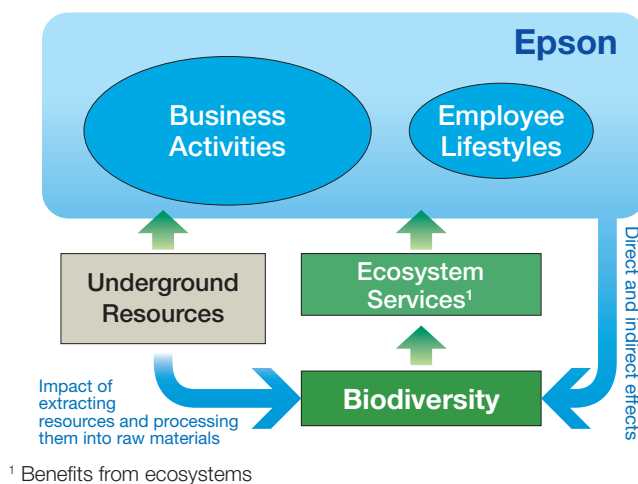 Epson
Business
Activities
Employee
Lifestyles
Underground
Resources
Ecosystem
Services¹
Direct and indirect effects
Impact of
extracting
resources and processing
them into raw materials
Biodiversity
¹ Benefits from ecosystems